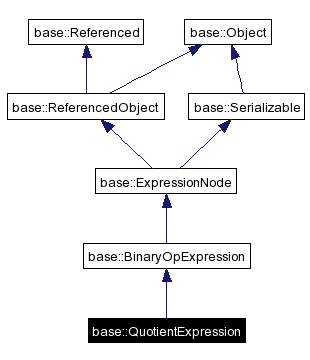 base::Referenced
base::Object
base::ReferencedObject
base::Serializable
base::ExpressionNode
base::BinaryOpExpression
base::QuotientExpression